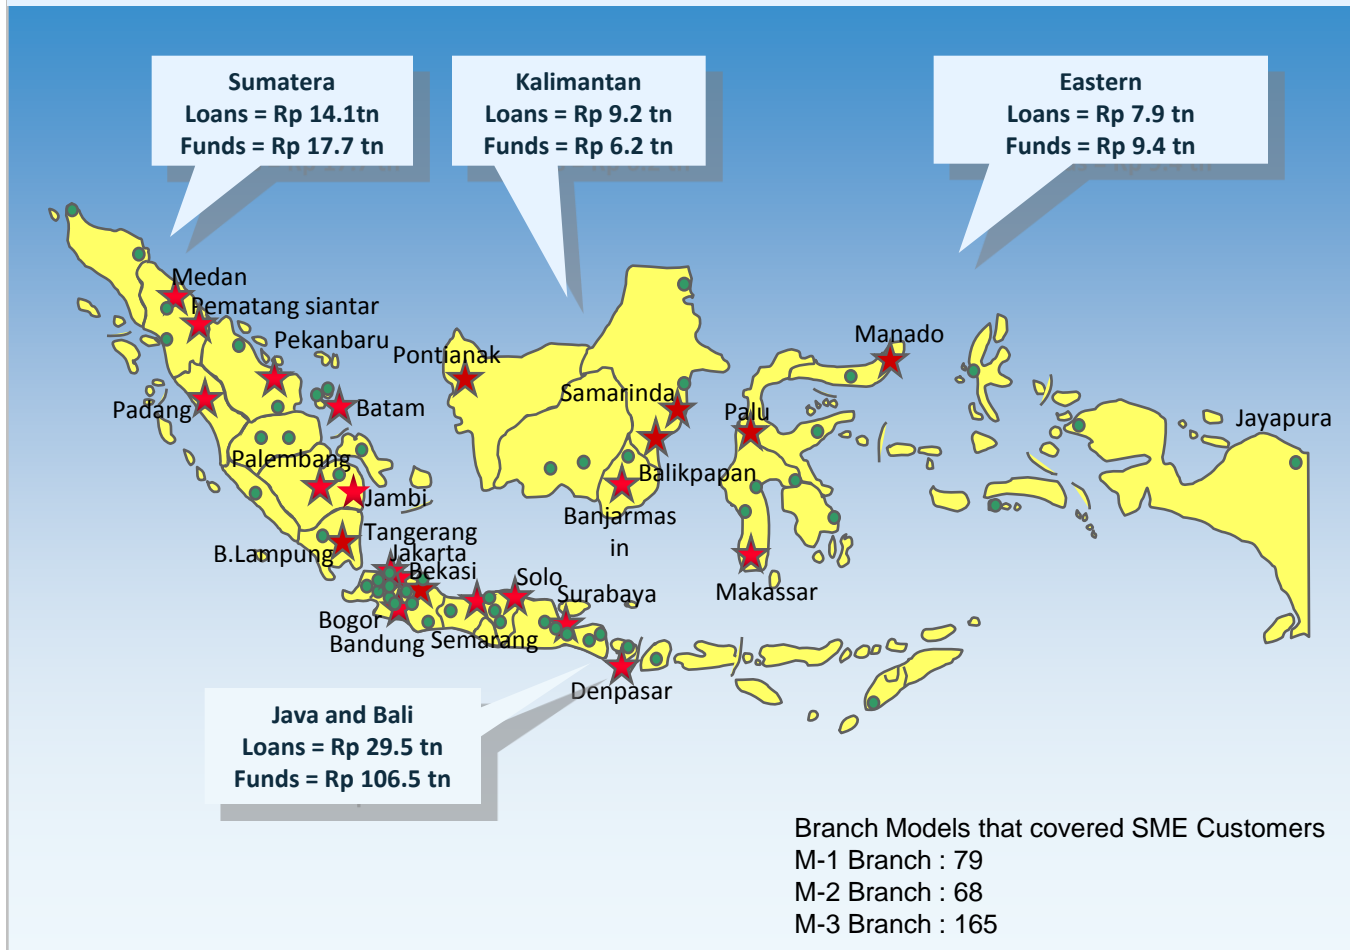 Sumatera
Loans = Rp 14.1tn
Funds = Rp 17.7 tn
Kalimantan
Loans = Rp 9.2 tn
Funds = Rp 6.2 tn
Eastern
Loans = Rp 7.9 tn
Funds = Rp 9.4 tn
Medan
Pematang siantar
Pekanbaru
Padang
Batam
Palembang
Jambi
B.Lampung
Tangerang
Jakarta
Bekasi
Bogor
Bandung
Semarang
Solo
Surabaya
Denpasar
Pontianak
Samarinda
Balikpapan
Banjarmas
in
Manado
Palu
Makassar
Jayapura
Java and Bali
Loans = Rp 29.5 tn
Funds = Rp 106.5 tn
Branch Models that covered SME Customers
M-1 Branch : 79
M-2 Branch : 68
M-3 Branch : 165